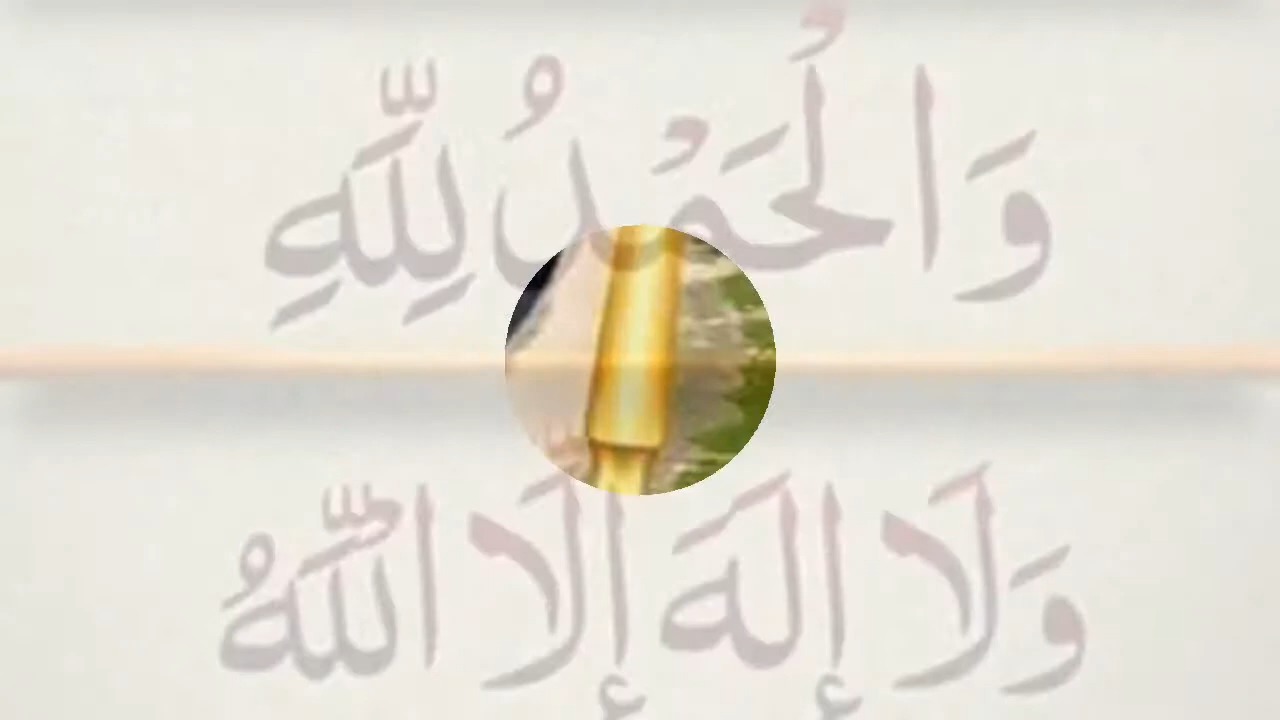 وَالْحَمْدُ لِلَّهِ
وَلَا إِلَهَ إِلَّا اللَّهُ